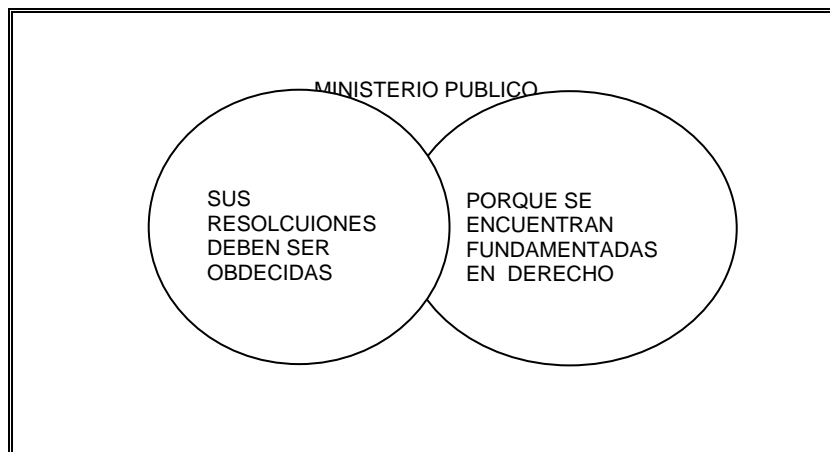 MINISTERIO PUBLICO
SUS
RESOLCUIONES
DEBEN SER
OBDECIDAS
PORQUE SE
ENCUENTRAN
FUNDAMENTADAS
EN DERECHO